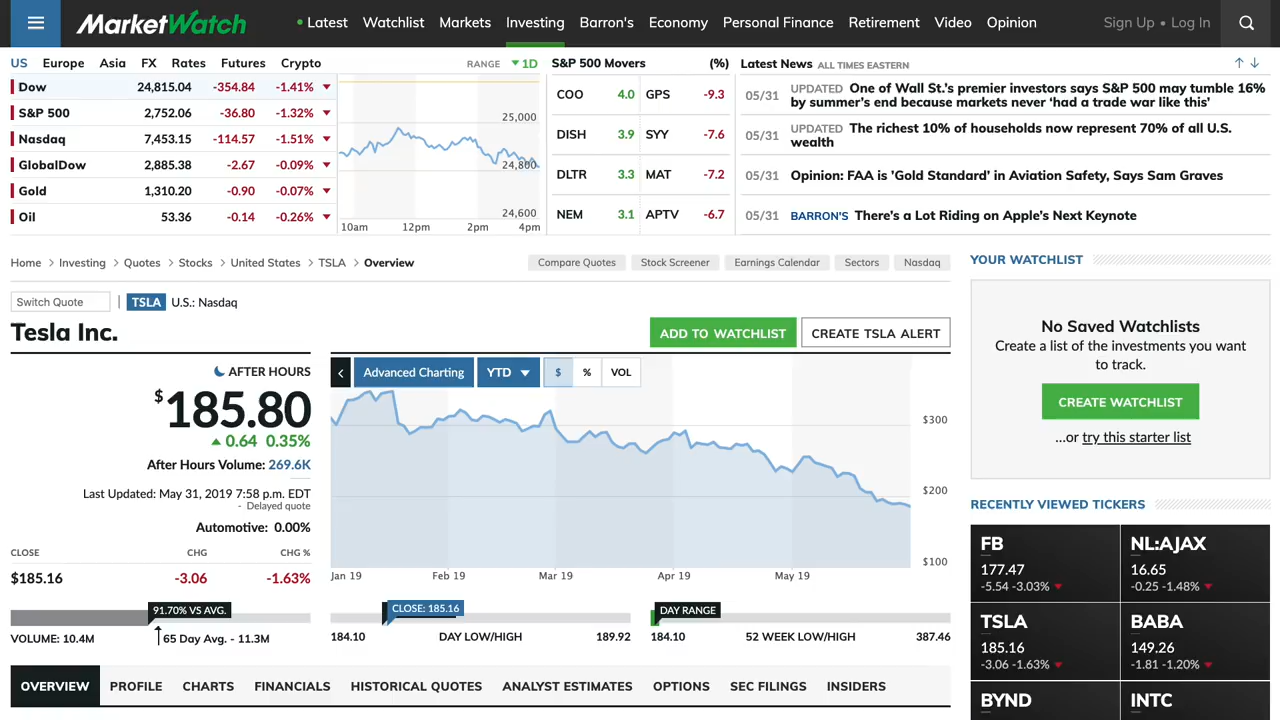 MarketWatch
Latest Watchlist Markets Investing Barron's Economy Personal Finance Retirement Video Opinion Sign Up • Log In
US Europe Asia FX Rates Futures Crypto
RANGE 1D
Dow 24,815.04 -354.84 -1.41%
S&P 500 2,752.06 -36.80 -1.32%
Nasdaq 7,453.15 -114.57 -1.51%
GlobalDow 2,885.38 -2.67 -0.09%
Gold 1,310.20 -0.90 -0.07%
Oil 53.36 -0.14 -0.26%
25,000
24,800
24,600
10am 12pm 2pm 4pm
S&P 500 Movers (%)
COO 4.0 GPS -9.3
DISH 3.9 SYY -7.6
DLTR 3.3 MAT -7.2
NEM 3.1 APTV -6.7
Latest News ALL TIMES EASTERN
05/31 UPDATED One of Wall St.'s premier investors says S&P 500 may tumble 16%
by summer's end because markets never 'had a trade war like this'
05/31 UPDATED The richest 10% of households now represent 70% of all U.S.
wealth
05/31 Opinion: FAA is 'Gold Standard' in Aviation Safety, Says Sam Graves
05/31 BARRON'S There's a Lot Riding on Apple's Next Keynote
Home > Investing > Quotes > Stocks > United States > TSLA > Overview
Compare Quotes Stock Screener Earnings Calendar Sectors Nasdaq
Switch Quote | TSLA U.S.: Nasdaq
Tesla Inc.
ADD TO WATCHLIST CREATE TSLA ALERT
AFTER HOURS
$185.80
0.64 0.35%
After Hours Volume: 269.6K
Last Updated: May 31, 2019 7:58 p.m. EDT
- Delayed quote
Automotive: 0.00%
CLOSE CHG CHG %
$185.16 -3.06 -1.63%
91.70% VS AVG.
VOLUME: 10.4M 65 Day Avg. - 11.3M
< Advanced Charting YTD $ % VOL
$300
$200
$100
Jan 19 Feb 19 Mar 19 Apr 19 May 19
CLOSE: 185.16
184.10 DAY LOW/HIGH 189.92
DAY RANGE
184.10 52 WEEK LOW/HIGH 387.46
OVERVIEW PROFILE CHARTS FINANCIALS HISTORICAL QUOTES ANALYST ESTIMATES OPTIONS SEC FILINGS INSIDERS
YOUR WATCHLIST
No Saved Watchlists
Create a list of the investments you want
to track.
CREATE WATCHLIST
...or try this starter list
RECENTLY VIEWED TICKERS
FB
177.47
-5.54 -3.03%
NL:AJAX
16.65
-0.25 -1.48%
TSLA
185.16
-3.06 -1.63%
BABA
149.26
-1.81 -1.20%
BYND
INTC